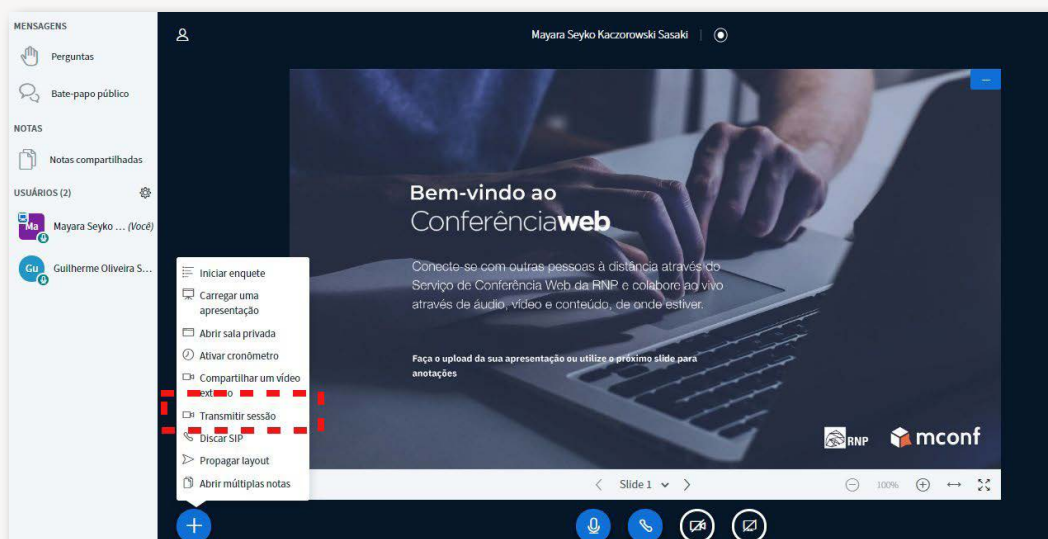 MENSAGENS
Perguntas
Bate-papo público
NOTAS
Notas compartilhadas
USUÁRIOS (2)
Ma
Mayara Seyko ... (Você)
Gu
Guilherme Oliveira S...
Mayara Seyko Kaczorowski Sasaki
Bem-vindo ao
Conferênciaweb
Conecte-se com outras pessoas à distância através do
Serviço de Conferência Web da RNP e colabore ao vivo
através de áudio, vídeo e conteúdo, de onde estiver.
Faça o upload da sua apresentação ou utilize o próximo slide para
anotações
RNP
mconf
Iniciar enquete
Carregar uma
apresentação
Abrir sala privada
Ativar cronômetro
Compartilhar um vídeo
externo
Transmitir sessão
Discar SIP
Propagar layout
Abrir múltiplas notas
Slide 1
100%